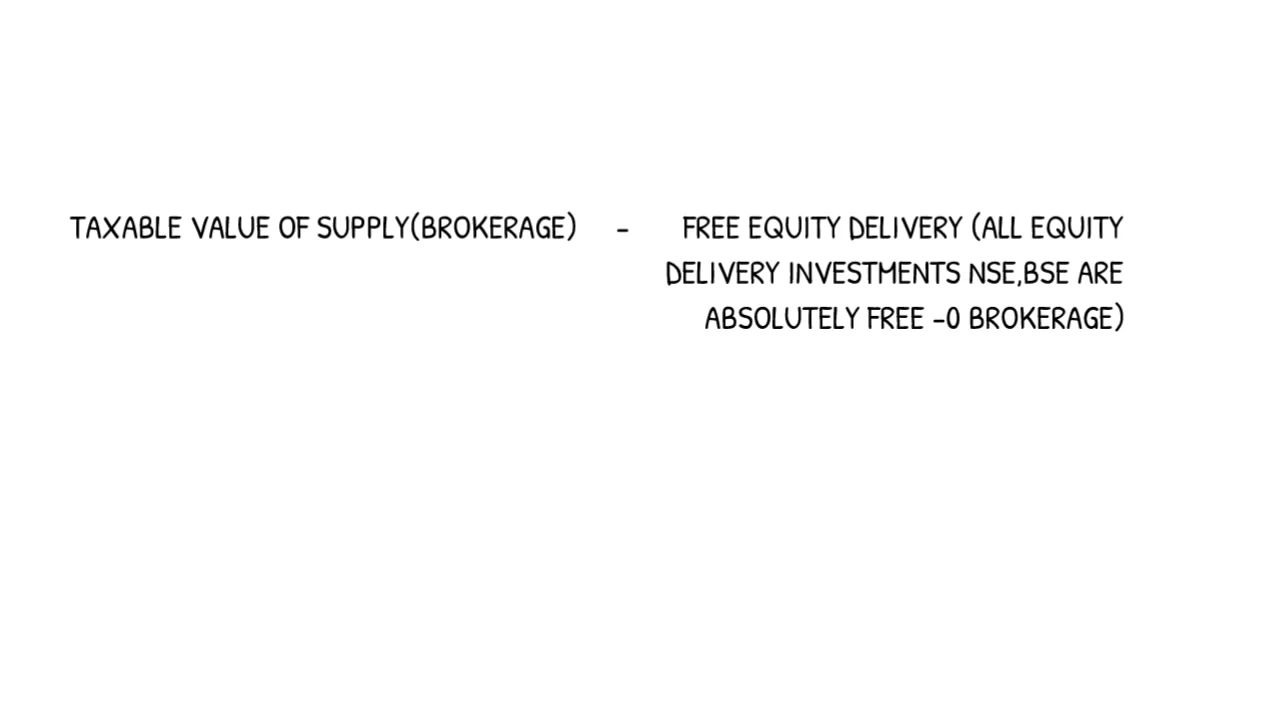 TAXABLE VALUE OF SUPPLY(BROKERAGE) - FREE EQUITY DELIVERY (ALL EQUITY
DELIVERY INVESTMENTS NSE,BSE ARE
ABSOLUTELY FREE -0 BROKERAGE)